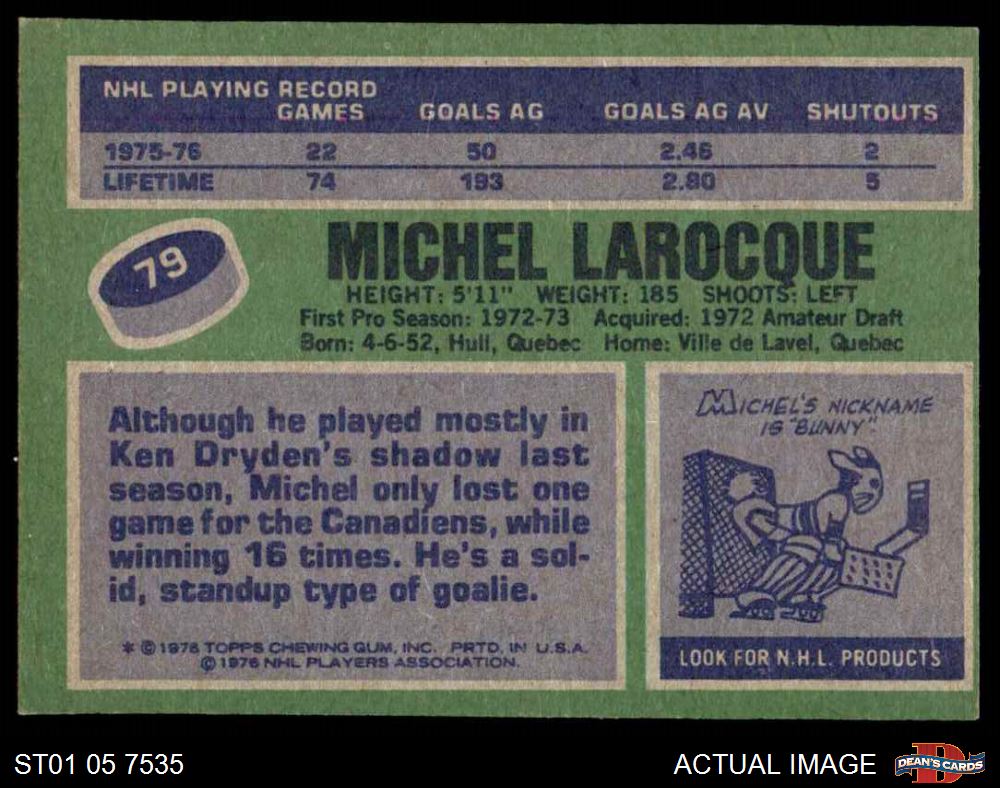 NHL PLAYING RECORD
GAMES GOALS AG GOALS AG AV SHUTOUTS
1975-76 22 50 2.46 2
LIFETIME 74 193 2.80 5
79
MICHEL LAROCQUE
HEIGHT: 5'11" WEIGHT: 185 SHOOTS: LEFT
First Pro Season: 1972-73 Acquired: 1972 Amateur Draft
Born: 4-6-52, Hull, Quebec Home: Ville de Lavel, Quebec
Although he played mostly in
Ken Dryden's shadow last
season, Michel only lost one
game for the Canadiens, while
winning 16 times. He's a sol-
id, standup type of goalie.
* © 1976 TOPPS CHEWING GUM, INC. PRTD. IN U.S.A.
© 1976 NHL PLAYERS ASSOCIATION.
MICHEL'S NICKNAME
IS "BUNNY".
LOOK FOR N.H.L. PRODUCTS
ST01 05 7535
ACTUAL IMAGE
D
DEAN'S CARDS